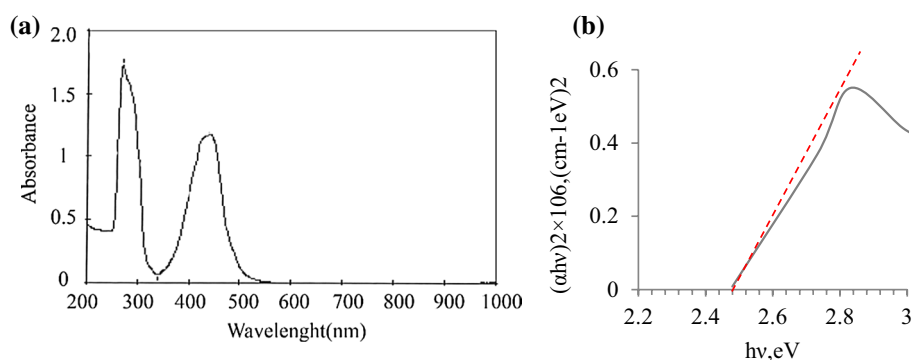 (a)
2.0
1.5
1
0.5
0
Absorbance
200 300 400 500 600 700 800 900 1000
Wavelenght(nm)
(b)
0.6
0.4
0.2
0
(αhν)2×106,(cm-1eV)2
2.2 2.4 2.6 2.8 3
hν,eV